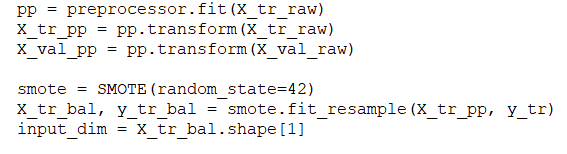 pp = preprocessor.fit(X_tr_raw)
X_tr_pp = pp.transform(X_tr_raw)
X_val_pp = pp.transform(X_val_raw)
smote = SMOTE(random_state=42)
X_tr_bal, y_tr_bal = smote.fit_resample(X_tr_pp, y_tr)
input_dim = X_tr_bal.shape[1]